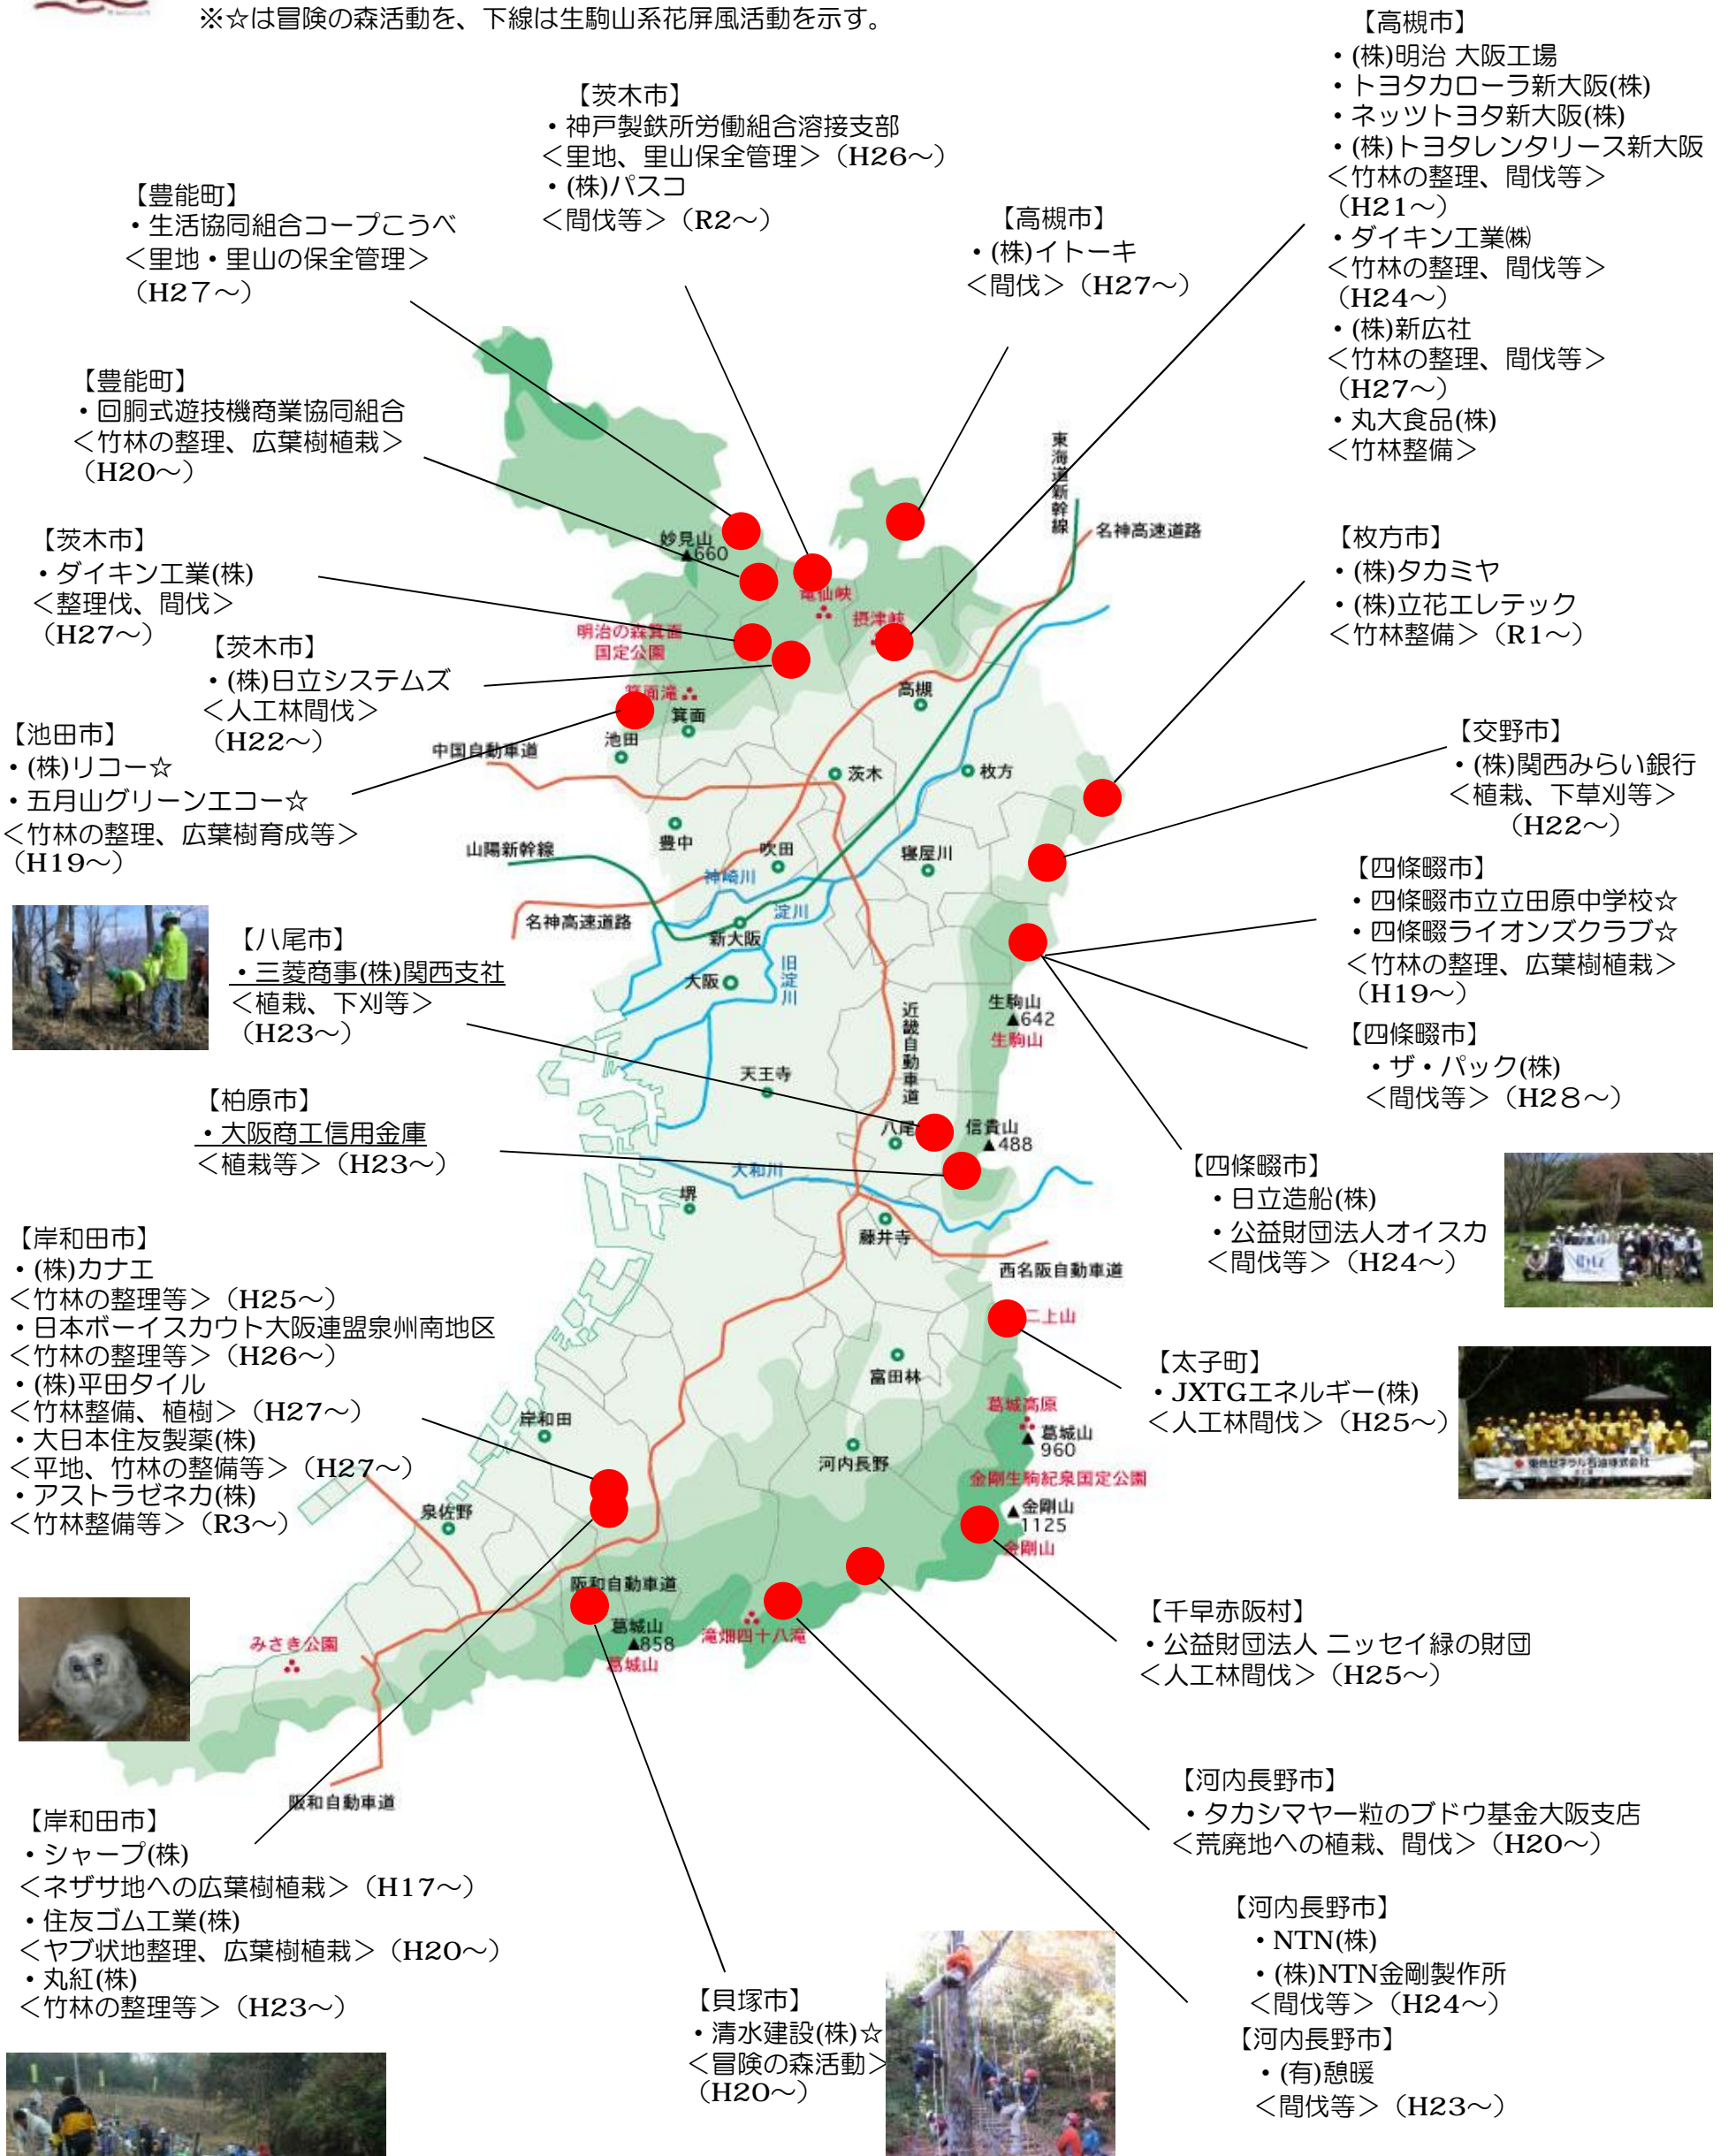 ※☆は冒険の森活動を、下線は生駒山系花屏風活動を示す。
【高槻市】
・(株)明治 大阪工場
・トヨタカローラ新大阪(株)
・ネッツトヨタ新大阪(株)
・(株)トヨタレンタリース新大阪
＜竹林の整理、間伐等＞
（H21～）
・ダイキン工業㈱
＜竹林の整理、間伐等＞
（H24～）
・(株)新広社
＜竹林の整理、間伐等＞
（H27～）
・丸大食品(株)
＜竹林整備＞
【茨木市】
・神戸製鉄所労働組合溶接支部
＜里地、里山保全管理＞（H26～）
・(株)パスコ
＜間伐等＞（R2～）
【高槻市】
・(株)イトーキ
＜間伐＞（H27～）
【豊能町】
・生活協同組合コープこうべ
＜里地・里山の保全管理＞
（H2７～）
【豊能町】
・回胴式遊技機商業協同組合
＜竹林の整理、広葉樹植栽＞
（H20～）
【茨木市】
・ダイキン工業(株)
＜整理伐、間伐＞
（H27～）
【茨木市】
・(株)日立システムズ
＜人工林間伐＞
（H22～）
【池田市】
・(株)リコー☆
・五月山グリーンエコー☆
＜竹林の整理、広葉樹育成等＞
（H19～）
【枚方市】
・(株)タカミヤ
・(株)立花エレテック
＜竹林整備＞（R1～）
【交野市】
・(株)関西みらい銀行
＜植栽、下草刈等＞
（H22～）
【四條畷市】
・四條畷市立立田原中学校☆
・四條畷ライオンズクラブ☆
＜竹林の整理、広葉樹植栽＞
（H19～）
【四條畷市】
・ザ・パック(株)
＜間伐等＞（H2８～）
【四條畷市】
・日立造船(株)
・公益財団法人オイスカ
＜間伐等＞（H24～）
【八尾市】
・三菱商事(株)関西支社
＜植栽、下刈等＞
（H23～）
【柏原市】
・大阪商工信用金庫
＜植栽等＞（H23～）
【太子町】
・JXTGエネルギー(株)
＜人工林間伐＞（H25～）
東燃ゼネラル石油株式会社
【岸和田市】
・(株)カナエ
＜竹林の整理等＞（H25～）
・日本ボーイスカウト大阪連盟泉州南地区
＜竹林の整理等＞（H26～）
・(株)平田タイル
＜竹林整備、植樹＞（H27～）
・大日本住友製薬(株)
＜平地、竹林の整備等＞（H27～）
・アストラゼネカ(株)
＜竹林整備等＞（R3～）
【千早赤阪村】
・公益財団法人 ニッセイ緑の財団
＜人工林間伐＞（H25～）
【河内長野市】
・タカシマヤ一粒のブドウ基金大阪支店
＜荒廃地への植栽、間伐＞（H20～）
【河内長野市】
・NTN(株)
・(株)NTN金剛製作所
＜間伐等＞（H24～）
【河内長野市】
・(有)憩暖
＜間伐等＞（H23～）
【岸和田市】
・シャープ(株)
＜ネザサ地への広葉樹植栽＞（H17～）
・住友ゴム工業(株)
＜ヤブ状地整理、広葉樹植栽＞（H20～）
・丸紅(株)
＜竹林の整理等＞（H23～）
【貝塚市】
・清水建設(株)☆
＜冒険の森活動＞
（H20～）
東海道新幹線
名神高速道路
妙見山
▲660
竜仙峡
摂津峡
明治の森箕面
国定公園
箕面滝
箕面
池田
高槻
中国自動車道
茨木
枚方
豊中
吹田
寝屋川
山陽新幹線
神崎川
淀川
名神高速道路
新大阪
旧淀川
大阪
近畿自動車道
生駒山
▲642
生駒山
天王寺
八尾
信貴山
▲488
大和川
堺
藤井寺
西名阪自動車道
二上山
富田林
葛城高原
葛城山
▲960
岸和田
河内長野
金剛生駒紀泉国定公園
▲金剛山
1125
金剛山
泉佐野
阪和自動車道
葛城山
▲858
葛城山
滝畑四十八滝
みさき公園
阪和自動車道